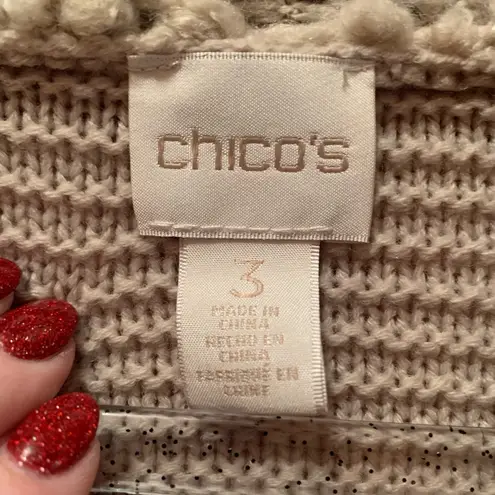 chico's
3
MADE IN
CHINA
HECHO EN
CHINA
FABRIQUÉ EN
CHINE